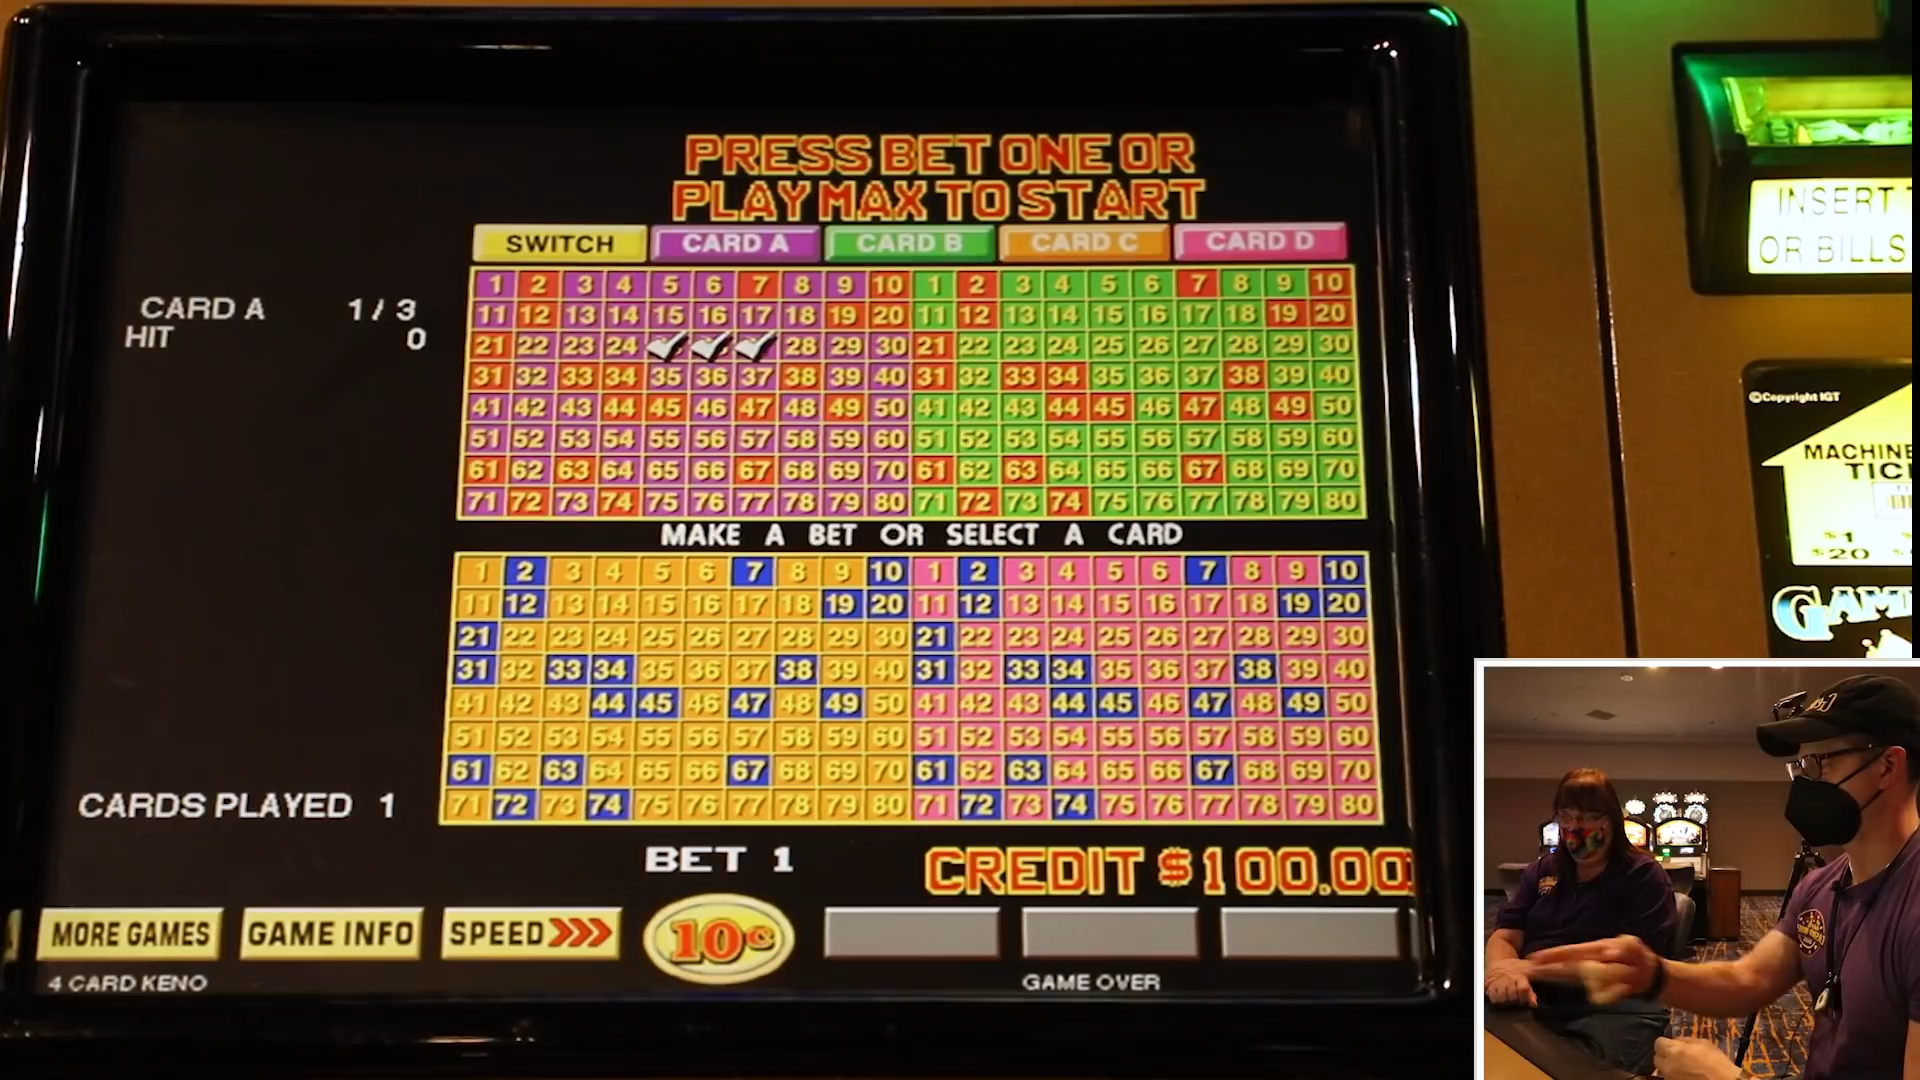 PRESS BET ONE OR
PLAY MAX TO START
SWITCH CARD A CARD B CARD C CARD D
CARD A 1/3
HIT 0
1 2 3 4 5 6 7 8 9 10 1 2 3 4 5 6 7 8 9 10
11 12 13 14 15 16 17 18 19 20 11 12 13 14 15 16 17 18 19 20
21 22 23 24 28 29 30 21 22 23 24 25 26 27 28 29 30
31 32 33 34 35 36 37 38 39 40 31 32 33 34 35 36 37 38 39 40
41 42 43 44 45 46 47 48 49 50 41 42 43 44 45 46 47 48 49 50
51 52 53 54 55 56 57 58 59 60 51 52 53 54 55 56 57 58 59 60
61 62 63 64 65 66 67 68 69 70 61 62 63 64 65 66 67 68 69 70
71 72 73 74 75 76 77 78 79 80 71 72 73 74 75 76 77 78 79 80
MAKE A BET OR SELECT A CARD
1 2 3 4 5 6 7 8 9 10 1 2 3 4 5 6 7 8 9 10
11 12 13 14 15 16 17 18 19 20 11 12 13 14 15 16 17 18 19 20
21 22 23 24 25 26 27 28 29 30 21 22 23 24 25 26 27 28 29 30
31 32 33 34 35 36 37 38 39 40 31 32 33 34 35 36 37 38 39 40
41 42 43 44 45 46 47 48 49 50 41 42 43 44 45 46 47 48 49 50
51 52 53 54 55 56 57 58 59 60 51 52 53 54 55 56 57 58 59 60
61 62 63 64 65 66 67 68 69 70 61 62 63 64 65 66 67 68 69 70
71 72 73 74 75 76 77 78 79 80 71 72 73 74 75 76 77 78 79 80
CARDS PLAYED 1
BET 1 CREDIT $100.00
MORE GAMES GAME INFO SPEED 10¢
4 CARD KENO GAME OVER
INSERT
OR BILLS
©Copyright IGT
MACHINE
TICK
$1
$20
GAM